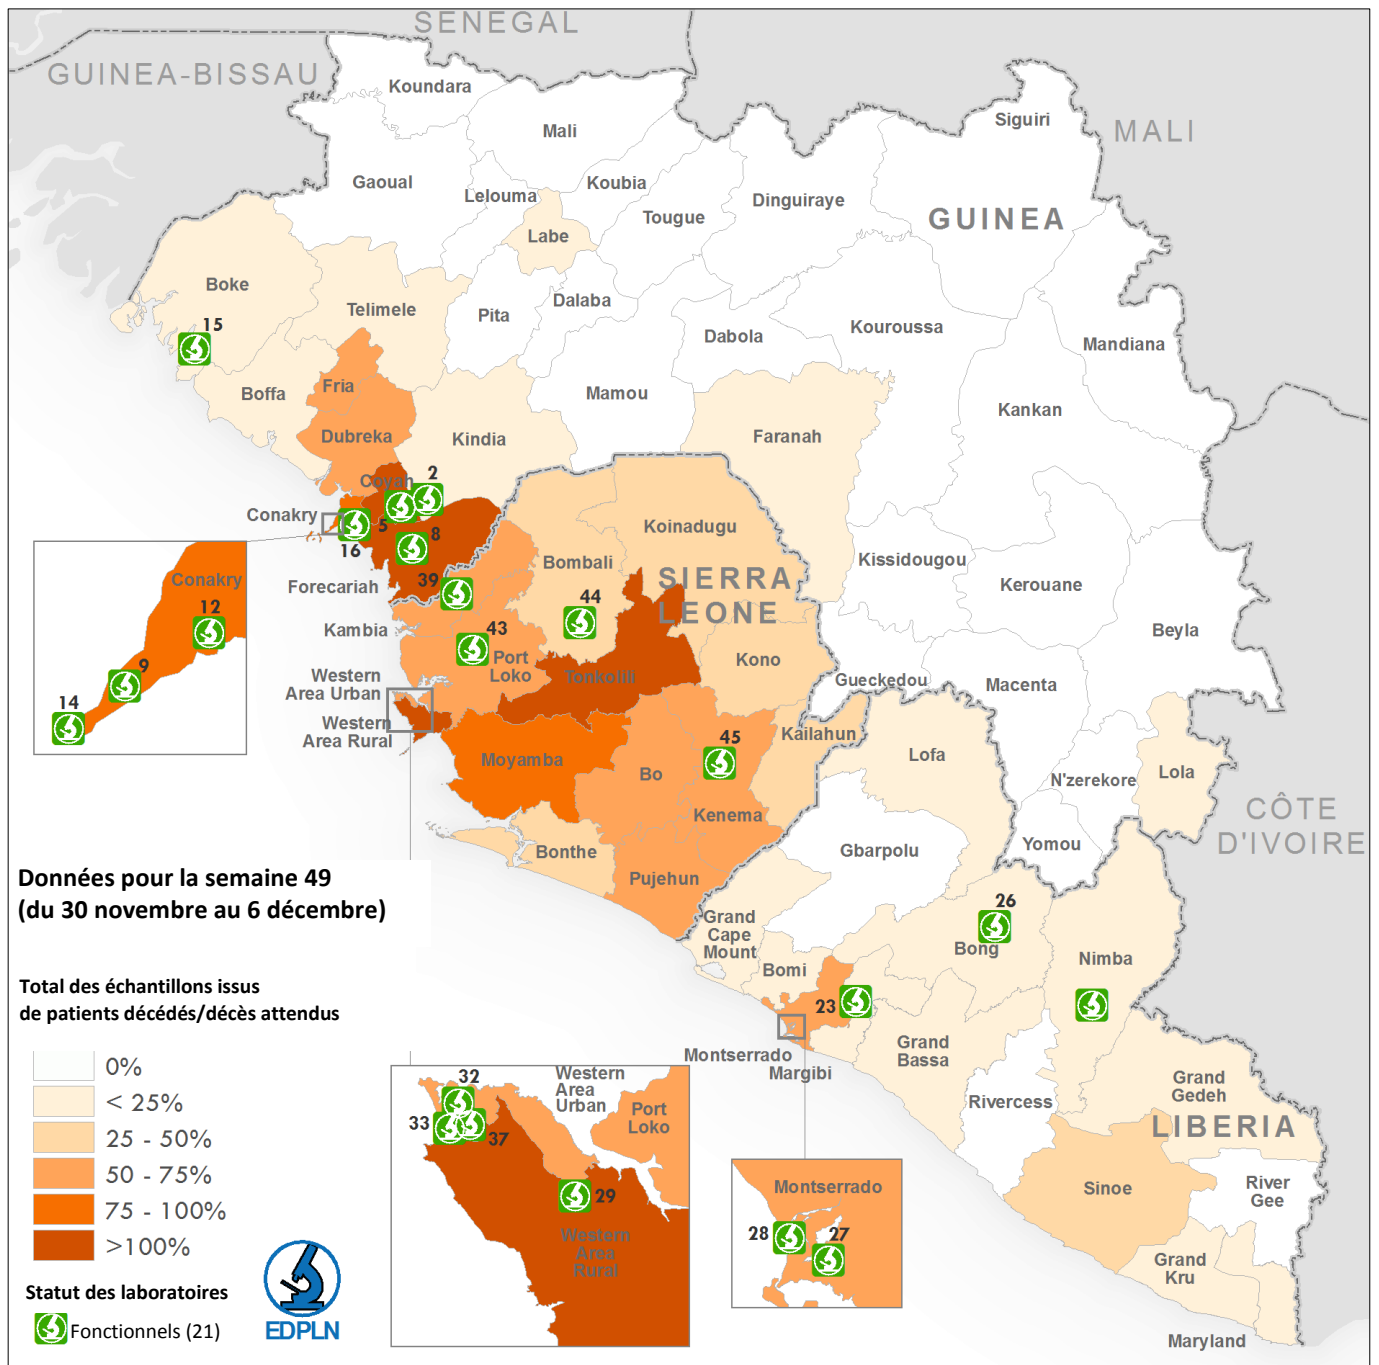 SENEGAL
GUINEA-BISSAU
Koundara
Mali
Siguiri
MALI
Gaoual
Lelouma
Koubia
Tougue
Dinguiraye
GUINEA
Labe
Boke
Telimele
Pita
Dalaba
Dabola
Kouroussa
Mandiana
15
Boffa
Fria
Mamou
Kankan
Dubreka
Kindia
Faranah
Coyah
2
Conakry
5
16
8
Koinadugu
Bombali
Kissidougou
Forecariah
39
SIERRA
LEONE
Kerouane
Conakry
12
9
14
44
Kambia
43
Port
Loko
Kono
Beyla
Tonkolili
Western
Area Urban
Gueckedou
Macenta
Western
Area Rural
Kailahun
45
Moyamba
Bo
Lofa
N'zerekore
Lola
Kenema
CÔTE
D'IVOIRE
Bonthe
Gbarpolu
Yomou
Pujehun
Données pour la semaine 49
(du 30 novembre au 6 décembre)
Grand
Cape
Mount
26
Bong
Nimba
Bomi
23
Total des échantillons issus
de patients décédés/décès attendus
Grand
Bassa
Montserrado
Margibi
Grand
Gedeh
0%
< 25%
25 - 50%
50 - 75%
75 - 100%
>100%
Rivercess
LIBERIA
Sinoe
River
Gee
Grand
Kru
Maryland
32
33
37
Western
Area
Urban
Port
Loko
29
Western
Area
Rural
Montserrado
28
27
Statut des laboratoires
Fonctionnels (21)
EDPLN